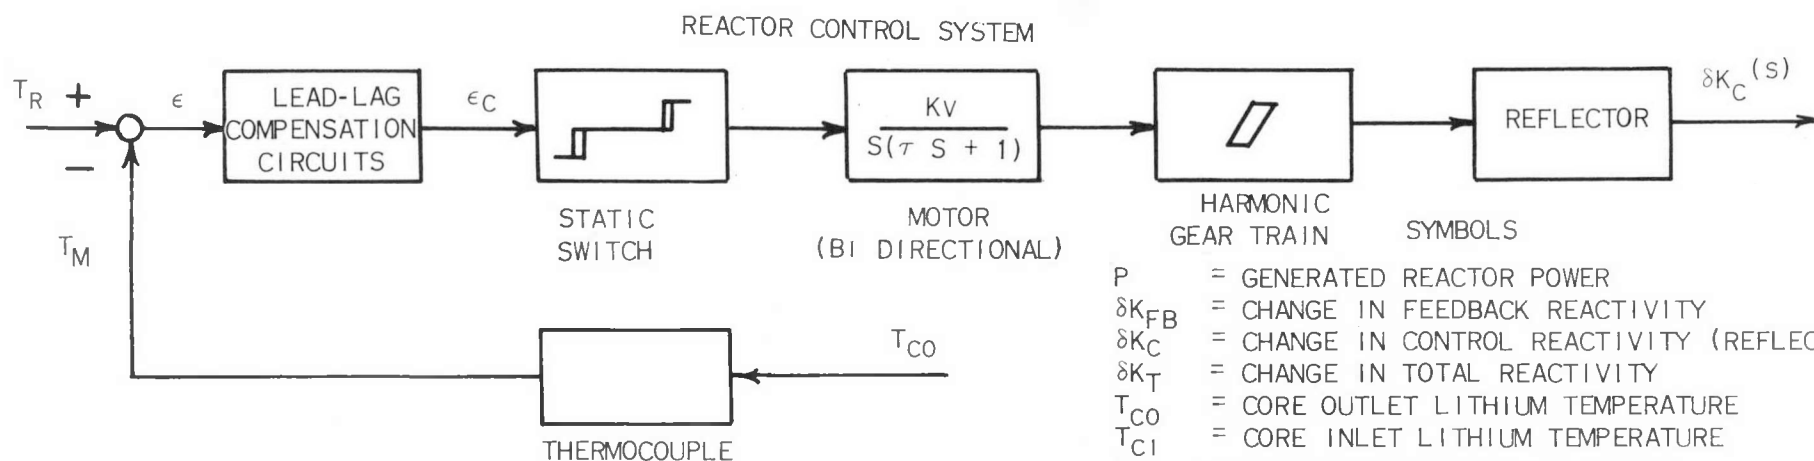 REACTOR CONTROL SYSTEM
T_R +
−
ϵ
LEAD-LAG
COMPENSATION
CIRCUITS
ϵ_C
STATIC
SWITCH
KV
S(τ S + 1)
MOTOR
(BI DIRECTIONAL)
HARMONIC
GEAR TRAIN
REFLECTOR
δK_C(S)
T_M
T_CO
THERMOCOUPLE
SYMBOLS
P = GENERATED REACTOR POWER
δK_FB = CHANGE IN FEEDBACK REACTIVITY
δK_C = CHANGE IN CONTROL REACTIVITY (REFLEC
δK_T = CHANGE IN TOTAL REACTIVITY
T_CO = CORE OUTLET LITHIUM TEMPERATURE
T_CI = CORE INLET LITHIUM TEMPERATURE